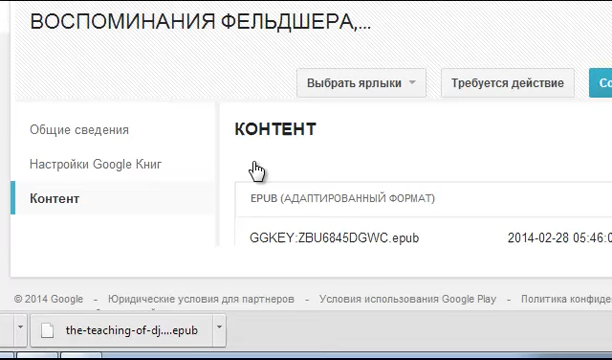 ВОСПОМИНАНИЯ ФЕЛЬДШЕРА,...
Выбрать ярлыки
Требуется действие
Общие сведения
Настройки Google Книг
Контент
КОНТЕНТ
EPUB (АДАПТИРОВАННЫЙ ФОРМАТ)
GGKEY:ZBU6845DGWC.epub 2014-02-28 05:46:0
© 2014 Google - Юридические условия для партнеров - Условия использования Google Play - Политика конфиде
the-teaching-of-dj....epub